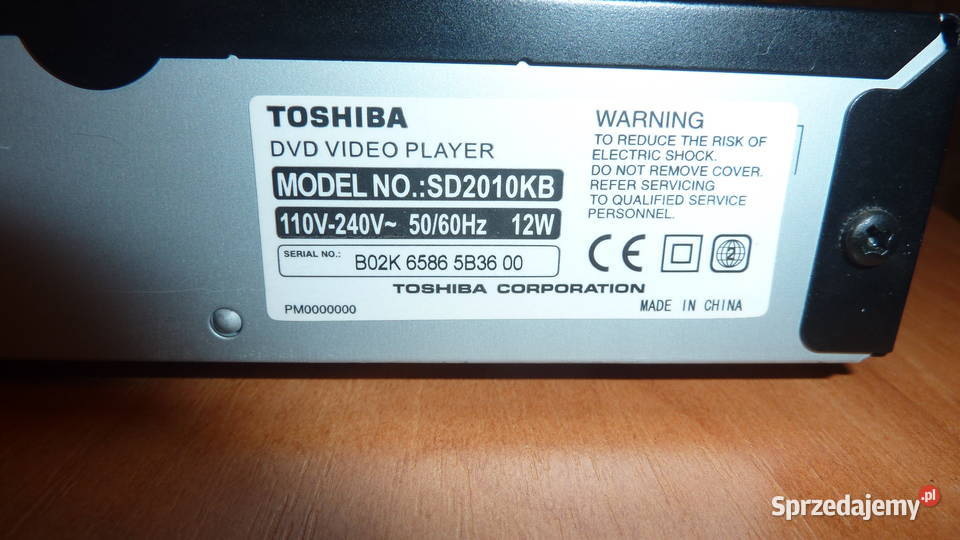 TOSHIBA
DVD VIDEO PLAYER
MODEL NO.:SD2010KB
110V-240V~ 50/60Hz 12W
SERIAL NO.: B02K 6586 5B36 00
TOSHIBA CORPORATION
PM0000000
WARNING
TO REDUCE THE RISK OF
ELECTRIC SHOCK.
DO NOT REMOVE COVER.
REFER SERVICING
TO QUALIFIED SERVICE
PERSONNEL.
CE
2
MADE IN CHINA
Sprzedajemy.pl